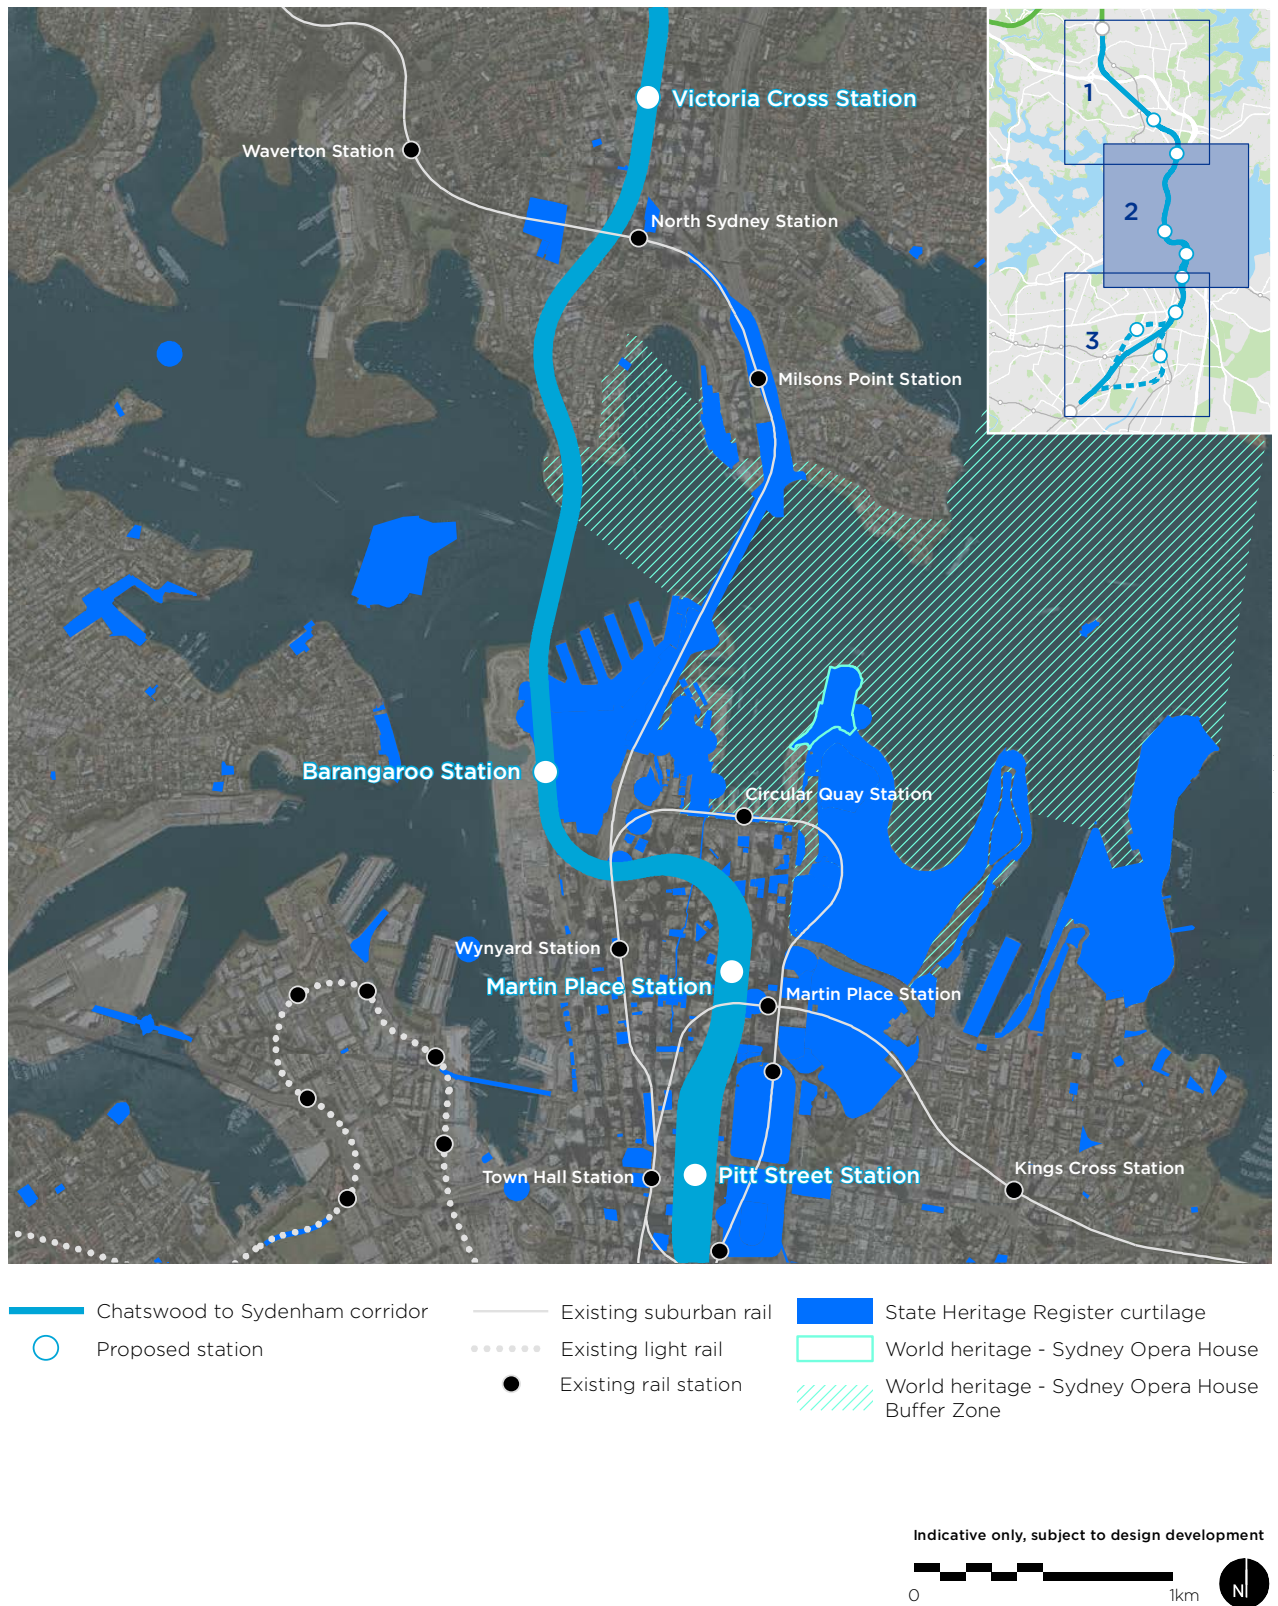 1
Victoria Cross Station
Waverton Station
2
North Sydney Station
3
Milsons Point Station
Barangaroo Station
Circular Quay Station
Wynyard Station
Martin Place Station
Martin Place Station
Kings Cross Station
Town Hall Station
Pitt Street Station
Chatswood to Sydenham corridor
Proposed station
Existing suburban rail
Existing light rail
Existing rail station
State Heritage Register curtilage
World heritage - Sydney Opera House
World heritage - Sydney Opera House
Buffer Zone
Indicative only, subject to design development
0
1km
N